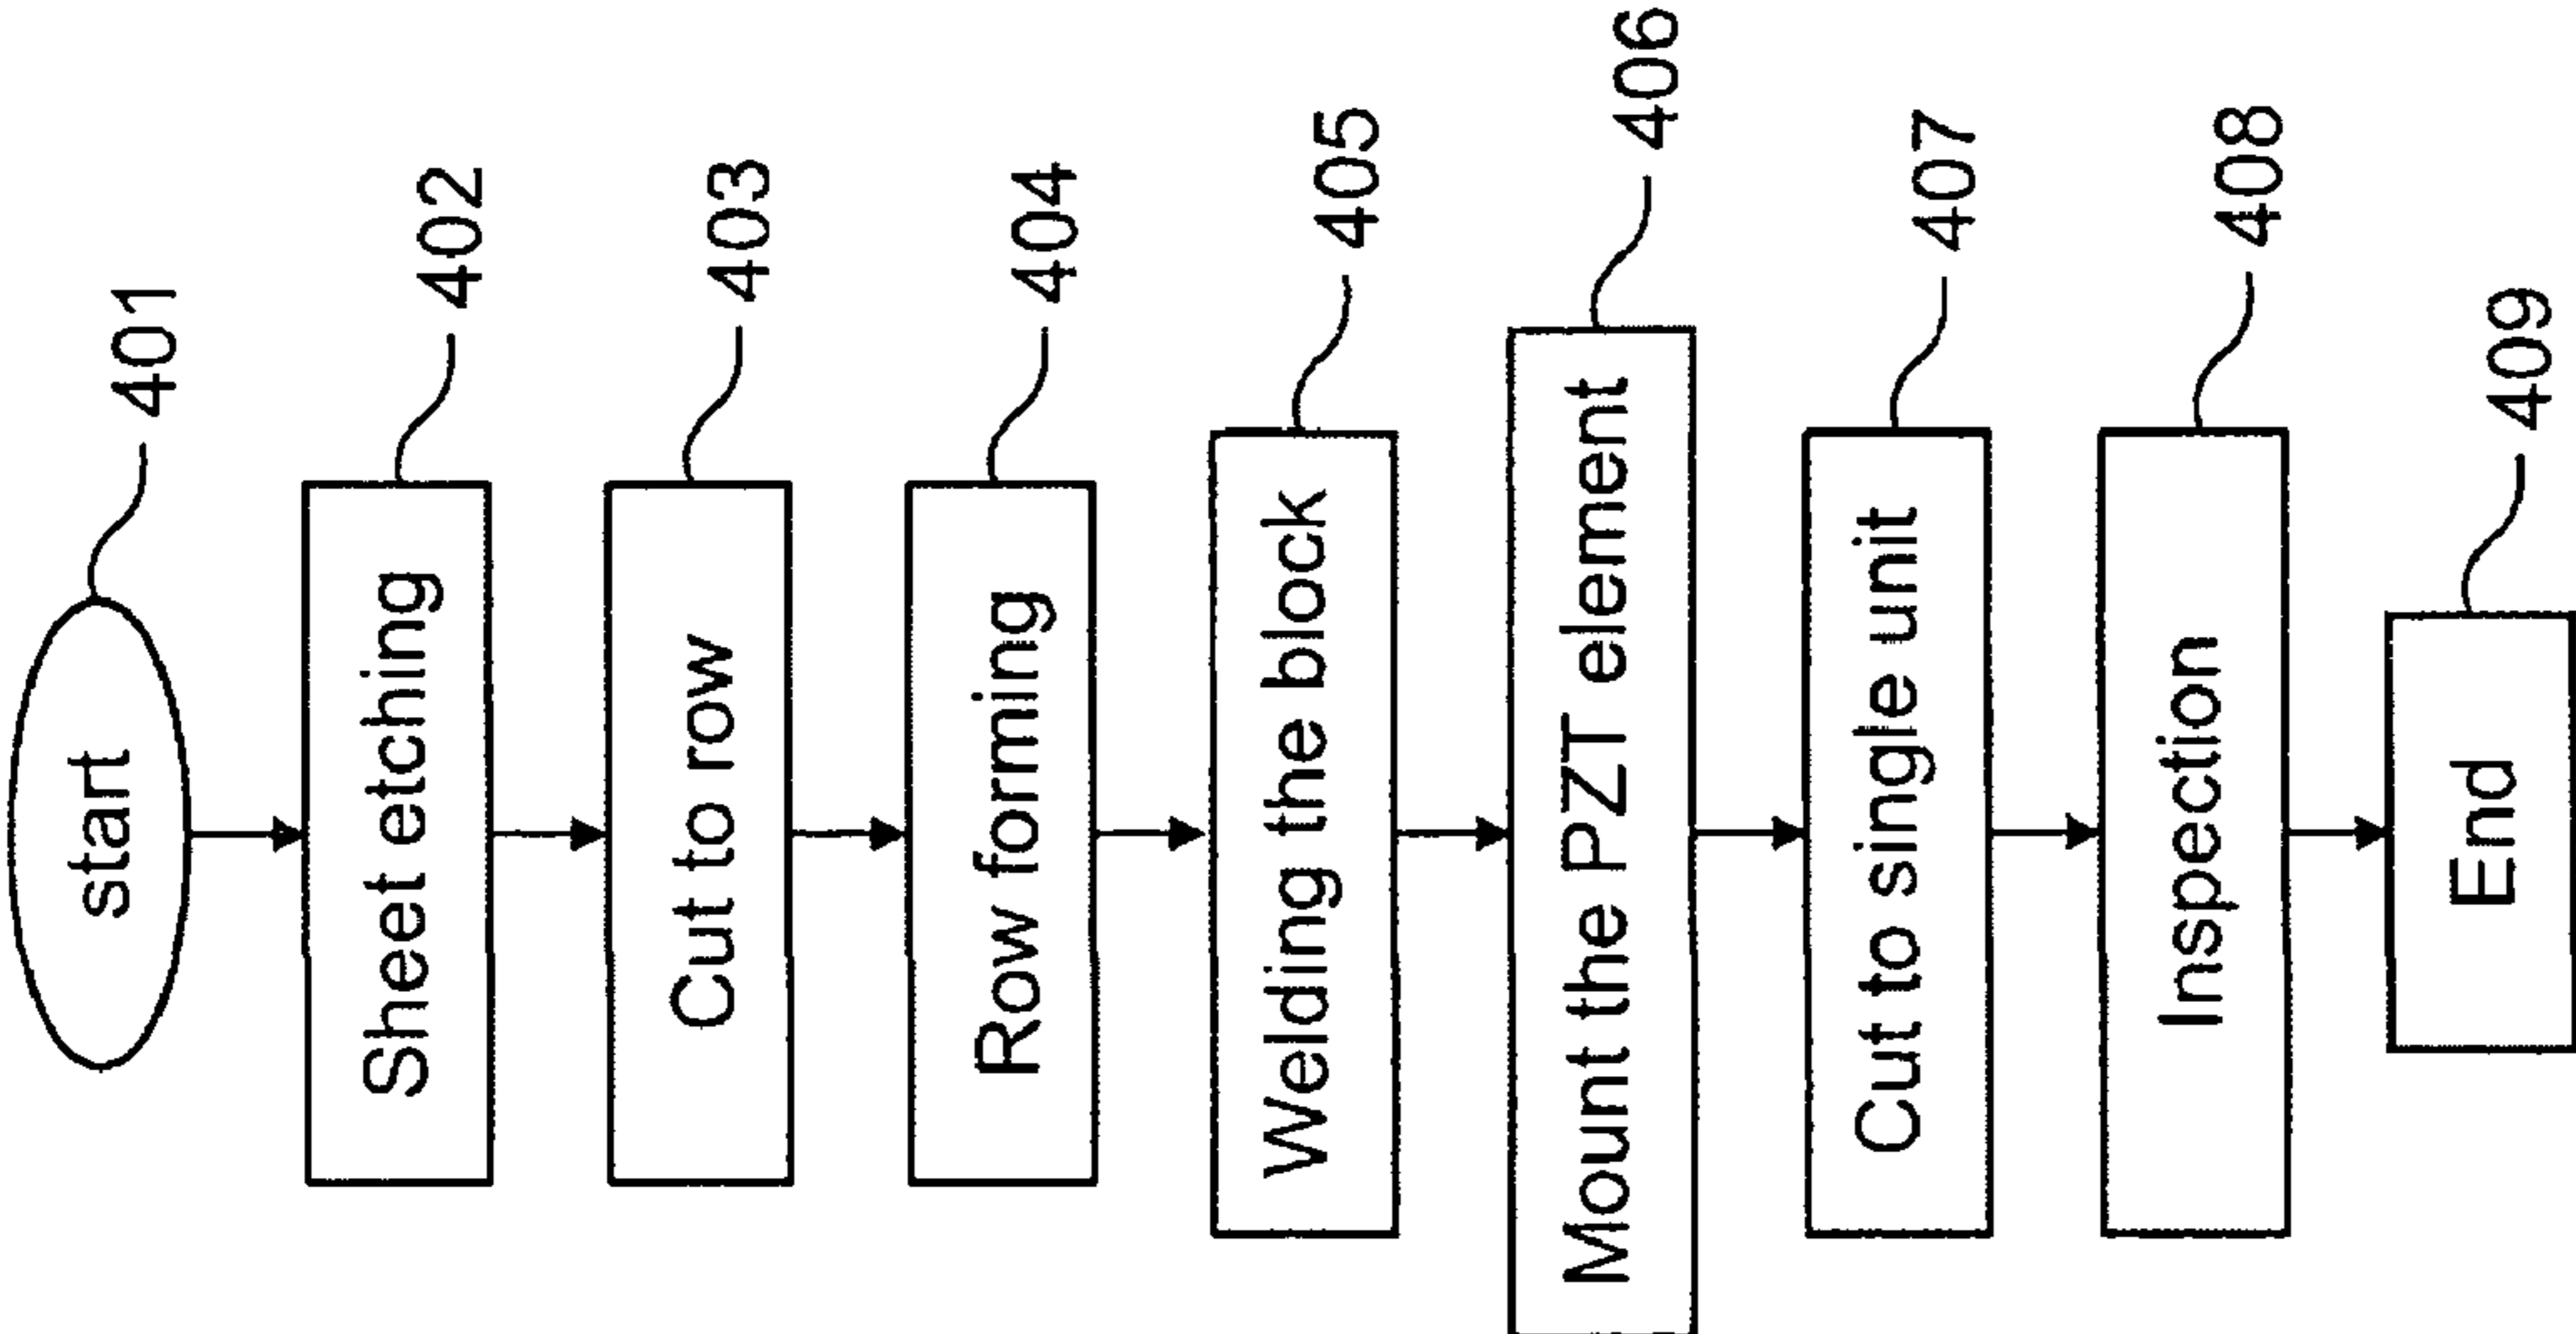 start
401
Sheet etching
402
Cut to row
403
Row forming
404
Welding the block
405
Mount the PZT element
406
Cut to single unit
407
Inspection
408
End
409